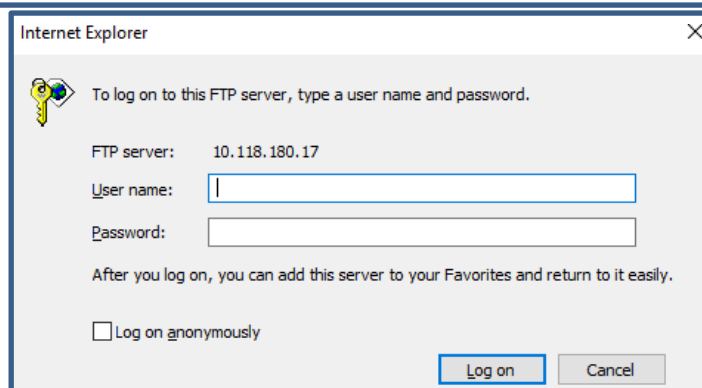 Internet Explorer
To log on to this FTP server, type a user name and password.
FTP server: 10.118.180.17
User name:
Password:
After you log on, you can add this server to your Favorites and return to it easily.
Log on anonymously
Log on Cancel